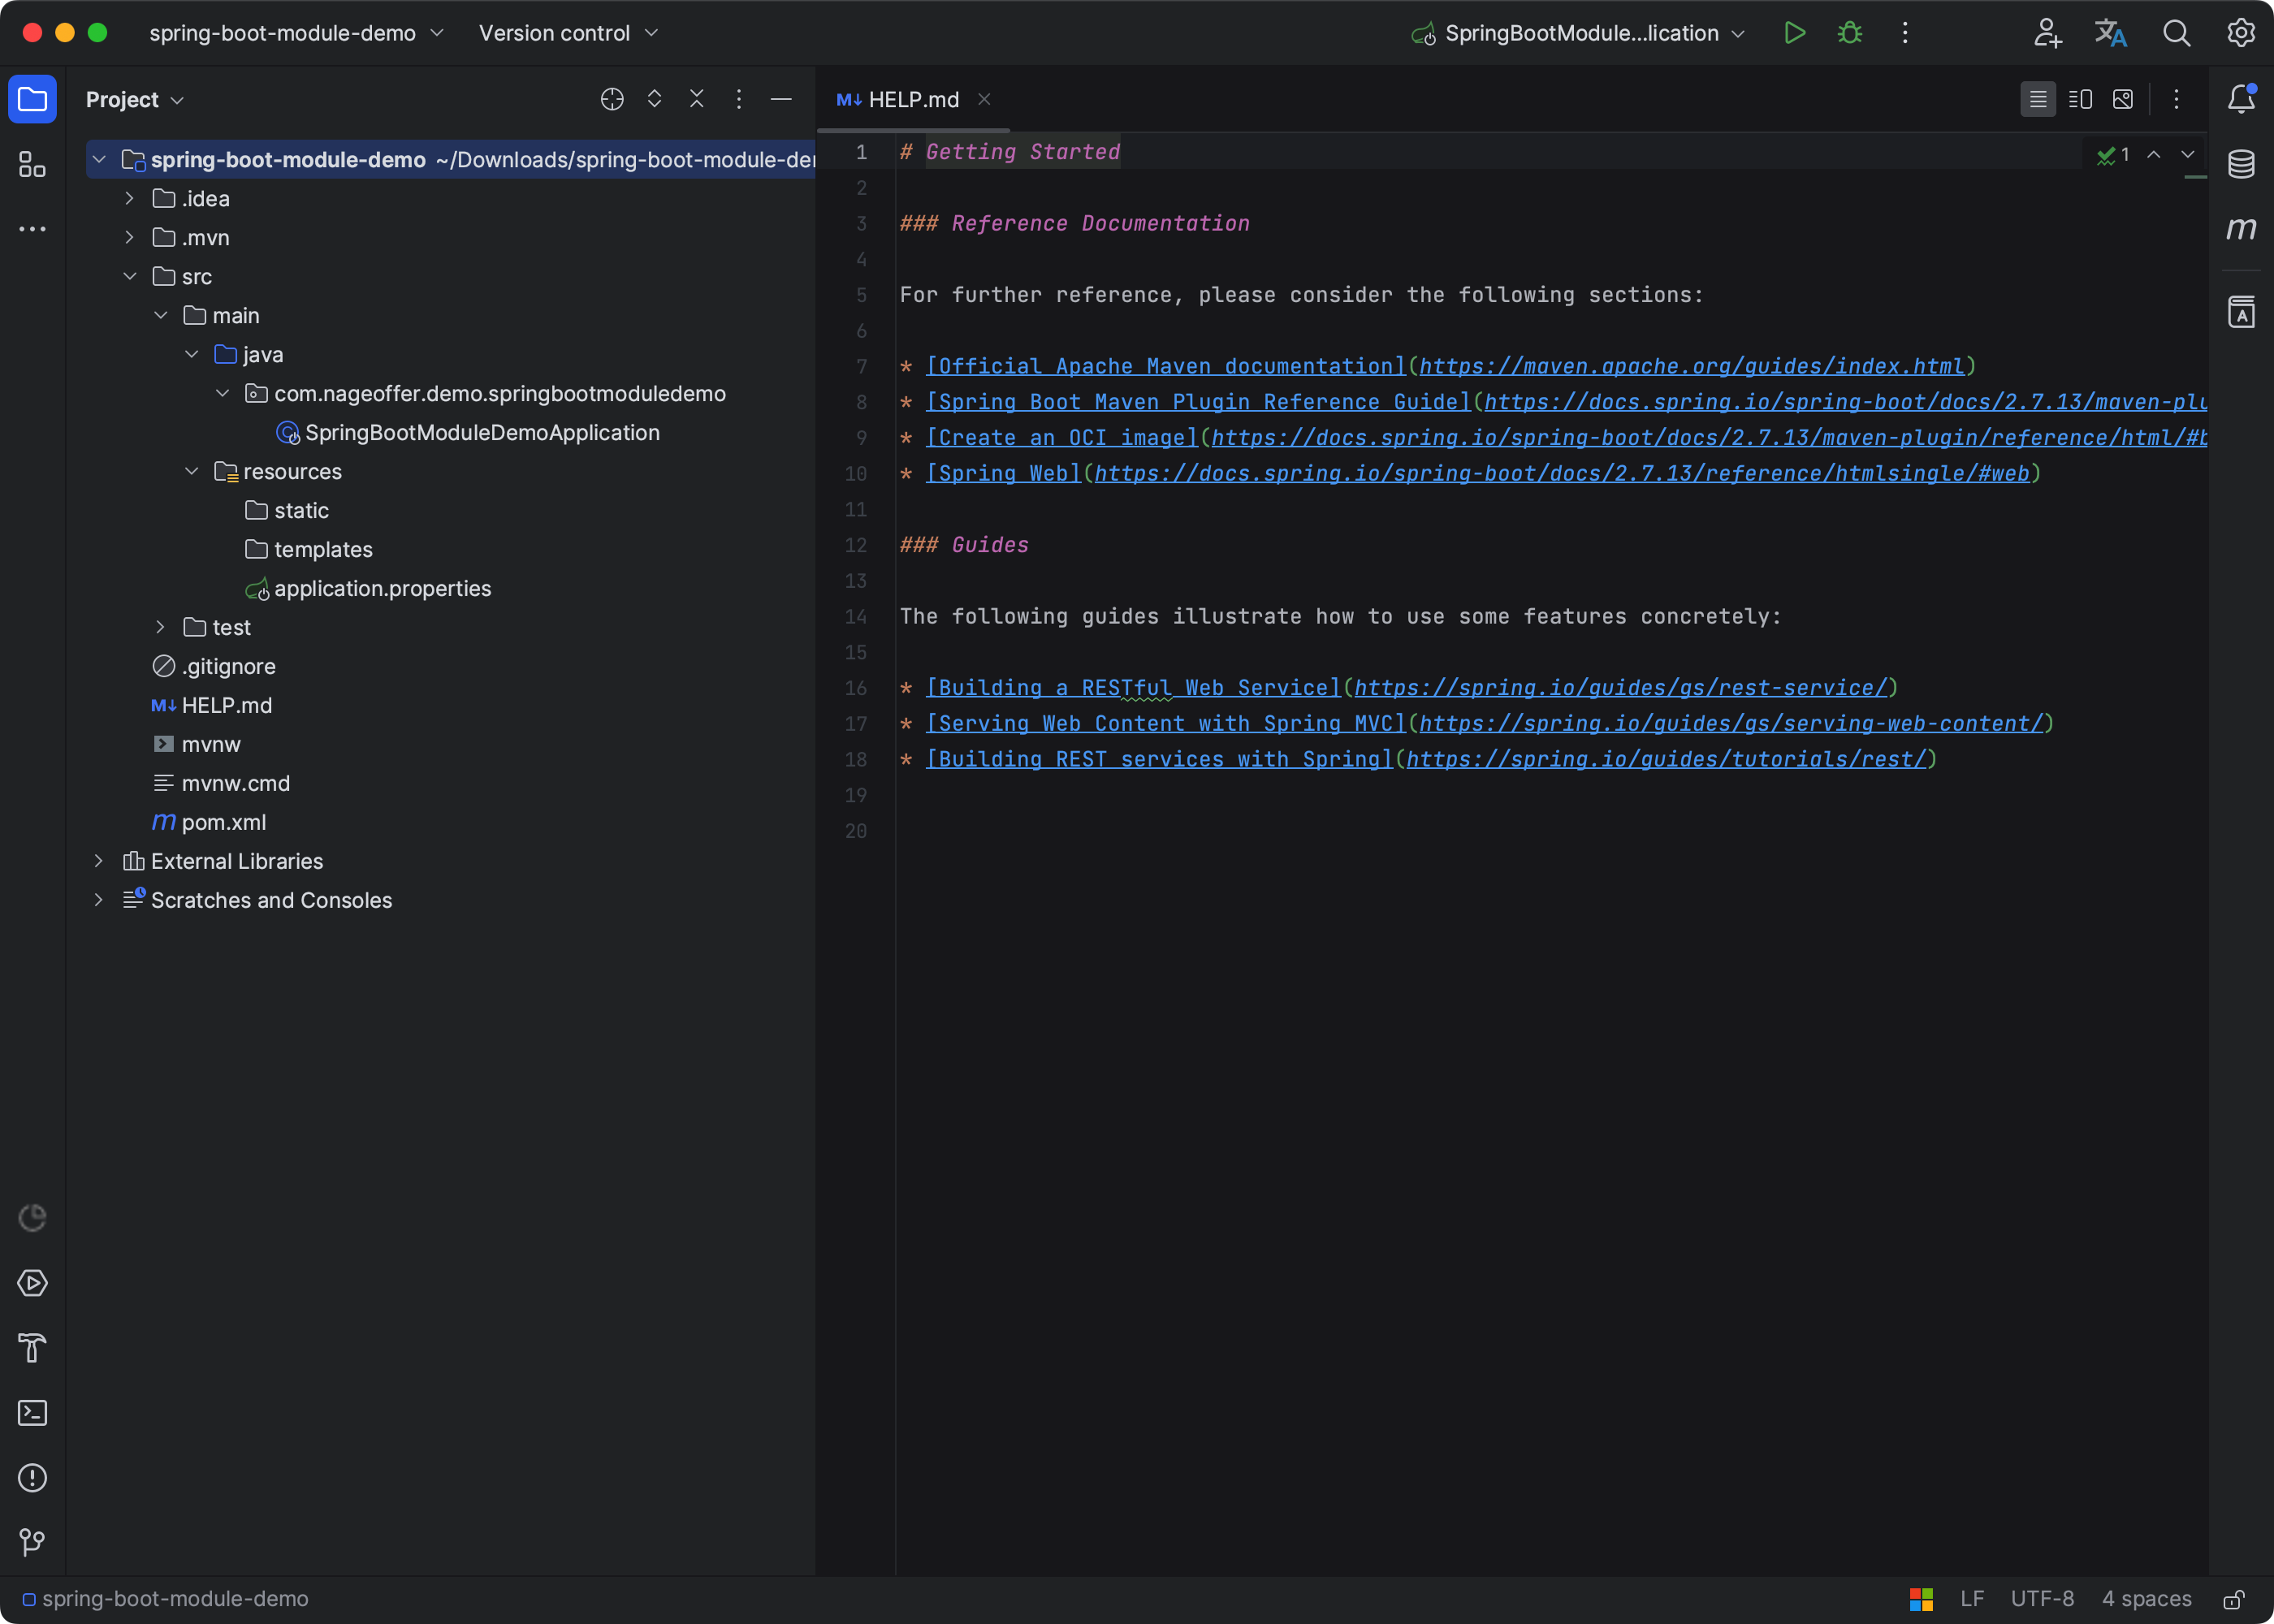 spring-boot-module-demo
Version control
SpringBootModule...lication
Project
HELP.md
spring-boot-module-demo ~/Downloads/spring-boot-module-der
.idea
.mvn
src
main
java
com.nageoffer.demo.springbootmoduledemo
SpringBootModuleDemoApplication
resources
static
templates
application.properties
test
.gitignore
M↓ HELP.md
mvnw
mvnw.cmd
m pom.xml
External Libraries
Scratches and Consoles
M↓
1 # Getting Started
1
2
3 ### Reference Documentation
4
5 For further reference, please consider the following sections:
6
7 * [Official Apache Maven documentation](https://maven.apache.org/guides/index.html)
8 * [Spring Boot Maven Plugin Reference Guide](https://docs.spring.io/spring-boot/docs/2.7.13/maven-plu
9 * [Create an OCI image](https://docs.spring.io/spring-boot/docs/2.7.13/maven-plugin/reference/html/#b
10 * [Spring Web](https://docs.spring.io/spring-boot/docs/2.7.13/reference/htmlsingle/#web)
11
12 ### Guides
13
14 The following guides illustrate how to use some features concretely:
15
16 * [Building a RESTful Web Service](https://spring.io/guides/gs/rest-service/)
17 * [Serving Web Content with Spring MVC](https://spring.io/guides/gs/serving-web-content/)
18 * [Building REST services with Spring](https://spring.io/guides/tutorials/rest/)
19
20
m
spring-boot-module-demo
LF
UTF-8
4 spaces